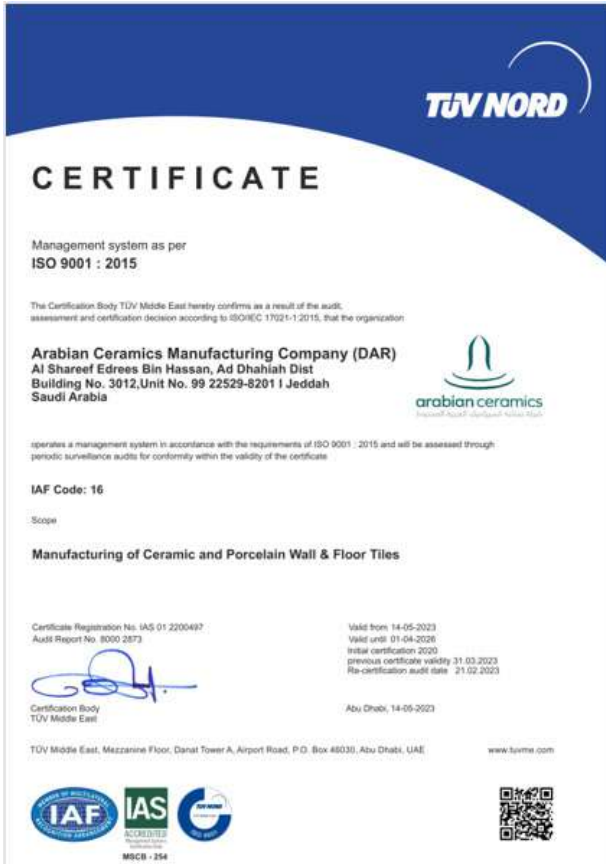 TÜV NORD
CERTIFICATE
Management system as per
ISO 9001 : 2015
The Certification Body TÜV Middle East hereby confirms as a result of the audit,
assessment and certification decision according to ISO/IEC 17021-1:2015, that the organization
Arabian Ceramics Manufacturing Company (DAR)
Al Shareef Edrees Bin Hassan, Ad Dhahiah Dist
Building No. 3012,Unit No. 99 22529-8201 I Jeddah
Saudi Arabia
arabian ceramics
operates a management system in accordance with the requirements of ISO 9001 : 2015 and will be assessed through
periodic surveillance audits for conformity within the validity of the certificate
IAF Code: 16
Scope
Manufacturing of Ceramic and Porcelain Wall & Floor Tiles
Certificate Registration No. IAS 01 2200497
Audit Report No. 8000 2873
Valid from 14-05-2023
Valid until 01-04-2026
Initial certification 2020
previous certificate validity 31.03.2023
Re-certification audit date 21.02.2023
Certification Body
TÜV Middle East
Abu Dhabi, 14-05-2023
TÜV Middle East, Mezzanine Floor, Danat Tower A, Airport Road, P.O. Box 46030, Abu Dhabi, UAE
www.tuvme.com
MEMBER OF MULTILATERAL
IAF
RECOGNITION ARRANGEMENT
IAS
ACCREDITED
MSCB - 254
TÜV NORD
ISO 9001